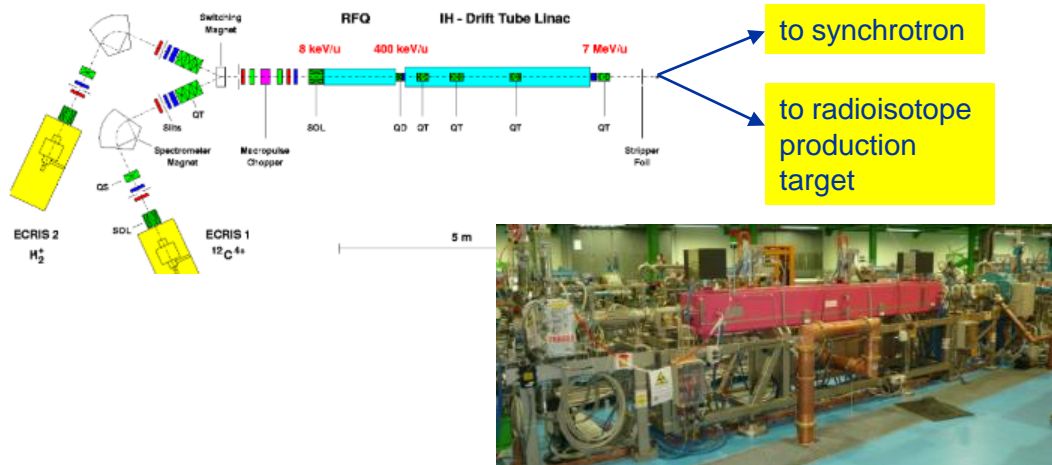 Switching
Magnet
RFQ
IH - Drift Tube Linac
8 keV/u
400 keV/u
7 MeV/u
to synchrotron
to radioisotope
production
target
Slits
QT
SOL
QD
QT
QT
QT
QT
Spectrometer
Magnet
Macropulse
Chopper
Stripper
Foil
QS
SOL
ECRIS 2
H₂⁺
ECRIS 1
¹²C⁴⁺
5 m
FRAGILE